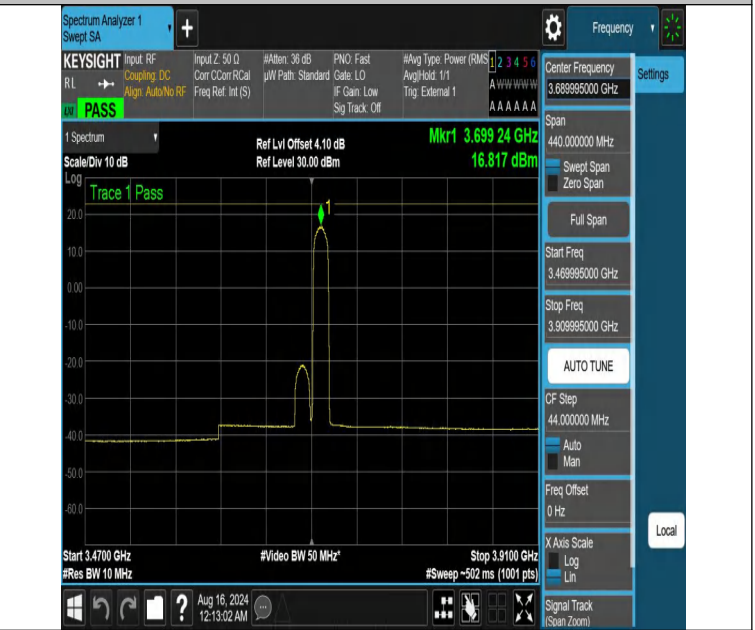 Spectrum Analyzer 1
Swept SA
Frequency
KEYSIGHT
RL
PASS
Input: RF
Coupling: DC
Align: Auto/No RF
Input Z: 50 Ω
Corr CCorr RCal
Freq Ref: Int (S)
#Atten: 36 dB
µW Path: Standard
PNO: Fast
Gate: LO
IF Gain: Low
Sig Track: Off
#Avg Type: Power (RMS
Avg|Hold: 1/1
Trig: External 1
1 2 3 4 5 6
A W W W W W
A A A A A A
Center Frequency
3.689995000 GHz
Settings
Span
440.000000 MHz
Swept Span
Zero Span
Full Span
Start Freq
3.469995000 GHz
Stop Freq
3.909995000 GHz
AUTO TUNE
CF Step
44.000000 MHz
Auto
Man
Freq Offset
0 Hz
X Axis Scale
Log
Lin
Signal Track
(Span Zoom)
Local
1 Spectrum
Scale/Div 10 dB
Ref Lvl Offset 4.10 dB
Ref Level 30.00 dBm
Mkr1 3.699 24 GHz
16.817 dBm
Log
Trace 1 Pass
1
20.0
10.0
0.00
-10.0
-20.0
-30.0
-40.0
-50.0
-60.0
Start 3.4700 GHz
#Video BW 50 MHz*
Stop 3.9100 GHz
#Res BW 10 MHz
#Sweep ~502 ms (1001 pts)
?
Aug 16, 2024
12:13:02 AM